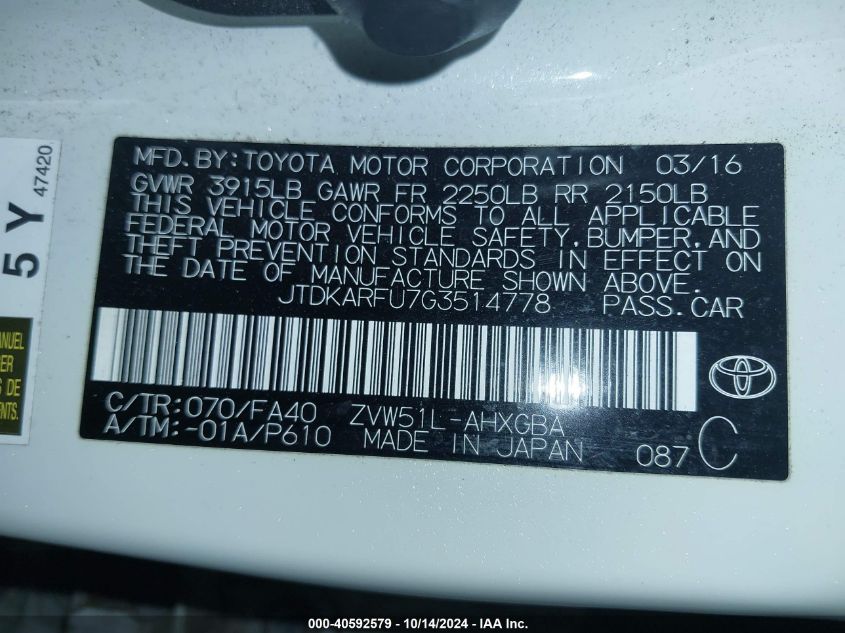 MFD. BY: TOYOTA MOTOR CORPORATION 03/16
GVWR 3915LB GAWR FR 2250LB RR 2150LB
THIS VEHICLE CONFORMS TO ALL APPLICABLE
FEDERAL MOTOR VEHICLE SAFETY, BUMPER, AND
THEFT PREVENTION STANDARDS IN EFFECT ON
THE DATE OF MANUFACTURE SHOWN ABOVE.
JTDKARFU7G3514778 PASS.CAR
C/TR: 070/FA40 ZVW51L-AHXGBA
A/TM: -01A/P610 MADE IN JAPAN 087 C
5 Y
47420
DE
000-40592579 - 10/14/2024 - IAA Inc.